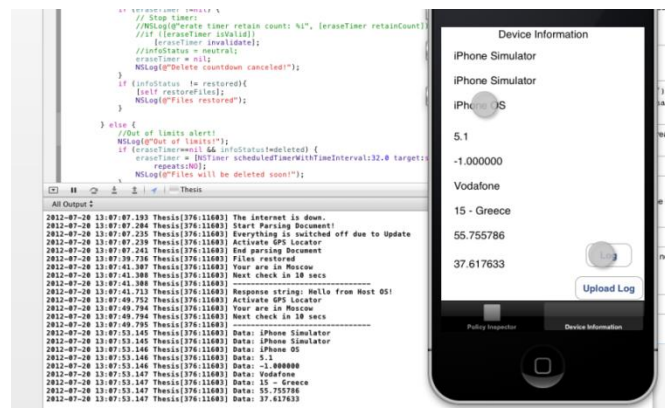 if (eraseTimer !=nil) {
// Stop timer:
//NSLog(@"erate timer retain count: %i", [eraseTimer retainCount])
//if ([eraseTimer isValid])
[eraseTimer invalidate];
//infoStatus = neutral;
eraseTimer = nil;
NSLog(@"Delete countdown canceled!");
}
if (infoStatus != restored){
[self restoreFiles];
NSLog(@"Files restored");
}
} else {
//Out of limits alert!
NSLog(@"Out of limits!");
if (eraseTimer==nil && infoStatus!=deleted) {
eraseTimer = [NSTimer scheduledTimerWithTimeInterval:32.0 target:s
repeats:NO];
NSLog(@"Files will be deleted soon!");
}
Thesis
All Output
2012-07-20 13:07:07.193 Thesis[376:11603] The internet is down.
2012-07-20 13:07:07.204 Thesis[376:11603] Start Parsing Document!
2012-07-20 13:07:07.235 Thesis[376:11603] Everything is switched off due to Update
2012-07-20 13:07:07.239 Thesis[376:11603] Activate GPS Locator
2012-07-20 13:07:07.241 Thesis[376:11603] End parsing Document
2012-07-20 13:07:39.736 Thesis[376:11603] Files restored
2012-07-20 13:07:41.307 Thesis[376:11603] Your are in Moscow
2012-07-20 13:07:41.308 Thesis[376:11603] Next check in 10 secs
2012-07-20 13:07:41.308 Thesis[376:11603] --------------------------------
2012-07-20 13:07:41.713 Thesis[376:11603] Response string: Hello from Host OS!
2012-07-20 13:07:49.752 Thesis[376:11603] Activate GPS Locator
2012-07-20 13:07:49.794 Thesis[376:11603] Your are in Moscow
2012-07-20 13:07:49.794 Thesis[376:11603] Next check in 10 secs
2012-07-20 13:07:49.795 Thesis[376:11603] --------------------------------
2012-07-20 13:07:53.145 Thesis[376:11603] Data: iPhone Simulator
2012-07-20 13:07:53.145 Thesis[376:11603] Data: iPhone Simulator
2012-07-20 13:07:53.146 Thesis[376:11603] Data: iPhone OS
2012-07-20 13:07:53.146 Thesis[376:11603] Data: 5.1
2012-07-20 13:07:53.146 Thesis[376:11603] Data: -1.000000
2012-07-20 13:07:53.147 Thesis[376:11603] Data: Vodafone
2012-07-20 13:07:53.147 Thesis[376:11603] Data: 15 - Greece
2012-07-20 13:07:53.147 Thesis[376:11603] Data: 55.755786
2012-07-20 13:07:53.147 Thesis[376:11603] Data: 37.617633
Device Information
iPhone Simulator
iPhone Simulator
iPhone OS
5.1
-1.000000
Vodafone
15 - Greece
55.755786
Log
37.617633
Upload Log
Policy Inspector
Device Information